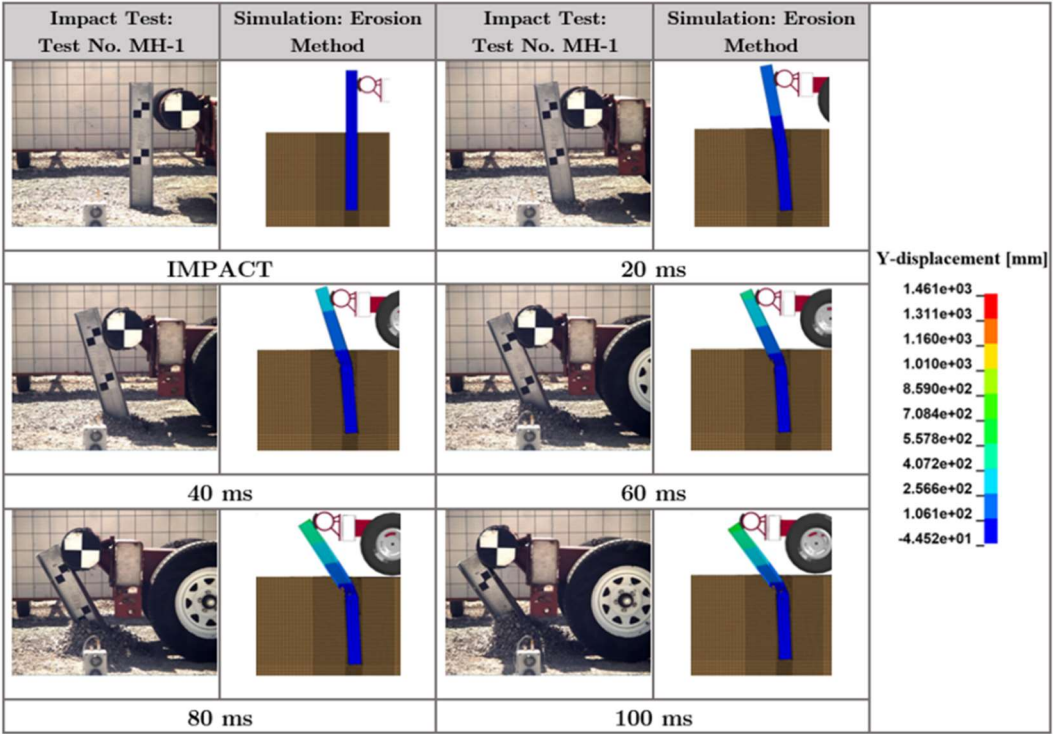 Impact Test:
Test No. MH-1
Simulation: Erosion
Method
Impact Test:
Test No. MH-1
Simulation: Erosion
Method
IMPACT
20 ms
40 ms
60 ms
80 ms
100 ms
Y-displacement [mm]
1.461e+03
1.311e+03
1.160e+03
1.010e+03
8.590e+02
7.084e+02
5.578e+02
4.072e+02
2.566e+02
1.061e+02
-4.452e+01